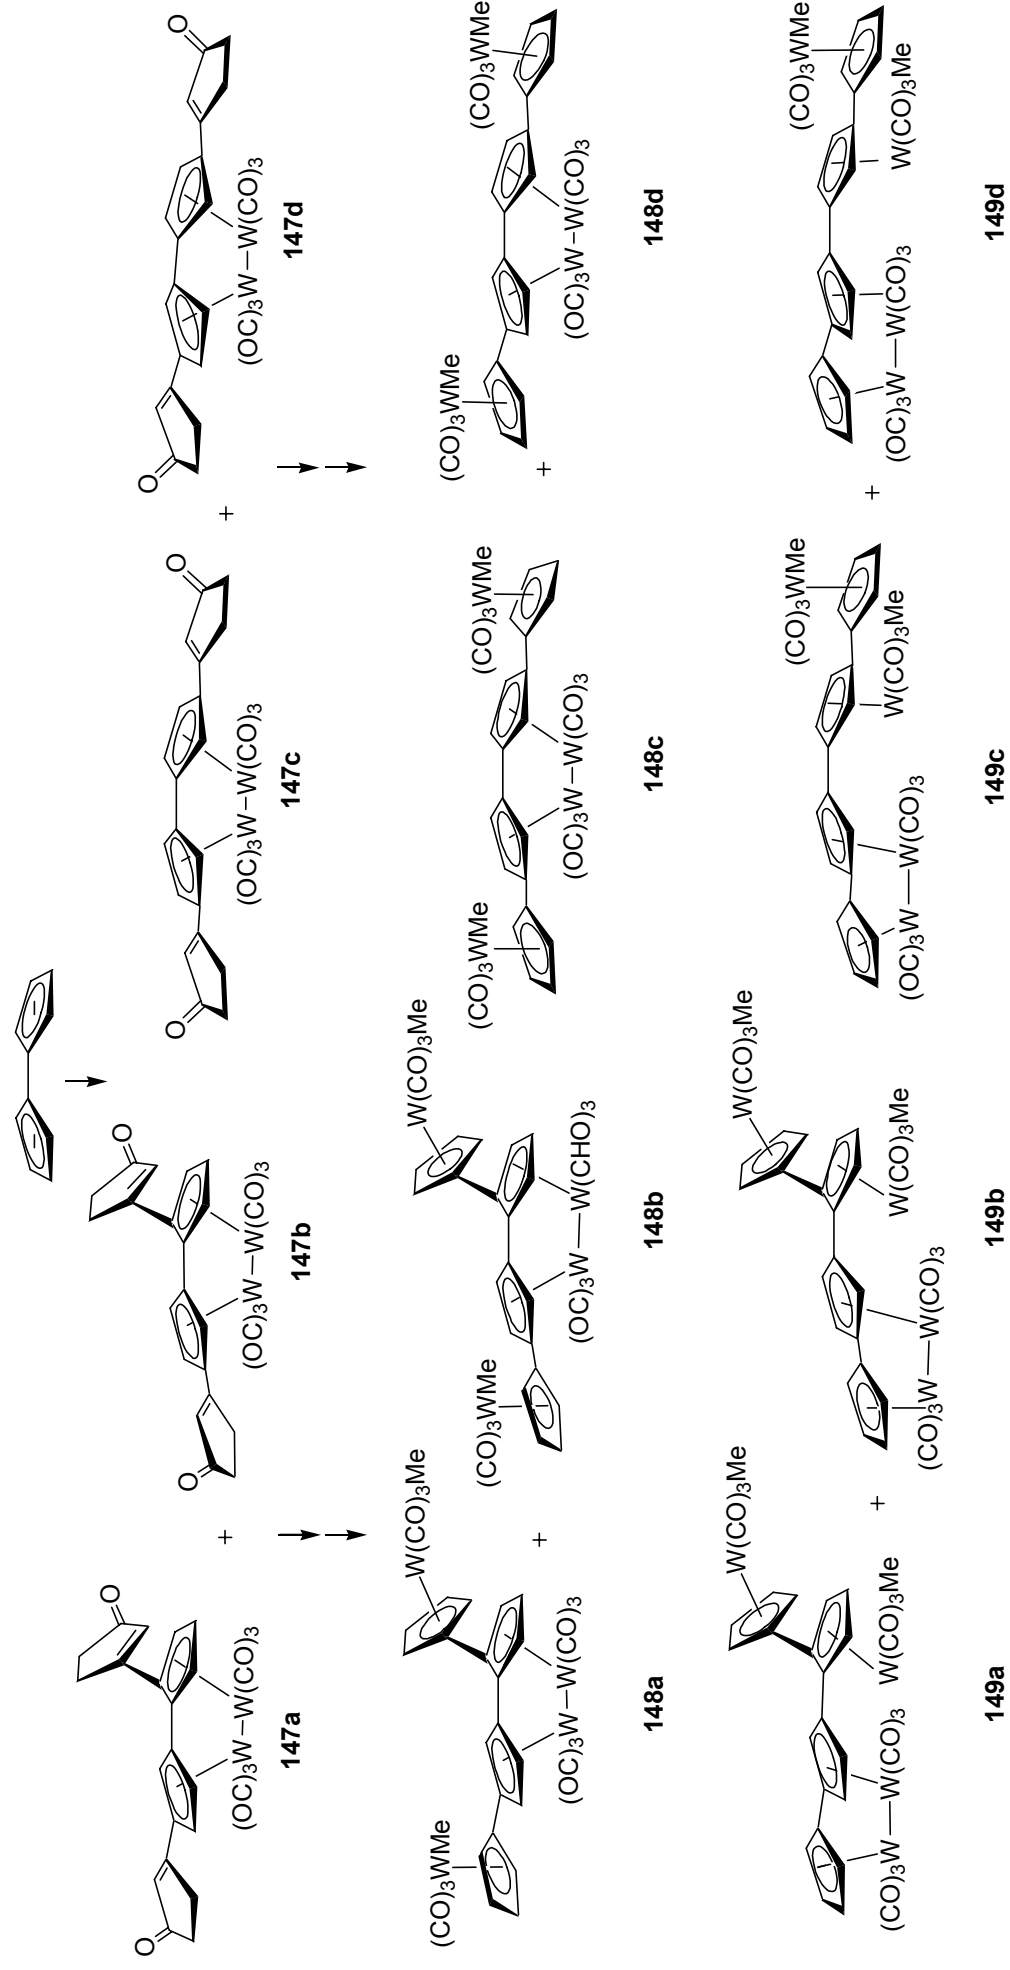 O
O
(OC)3W W(CO)3
147a
+
O
O
(OC)3W W(CO)3
147b
O
O
(OC)3W W(CO)3
147c
+
O
O
(OC)3W W(CO)3
147d
W(CO)3Me
(CO)3WMe
(OC)3W W(CO)3
148a
+
W(CO)3Me
(CO)3WMe
(OC)3W W(CHO)3
148b
(CO)3WMe
(CO)3WMe
(OC)3W W(CO)3
148c
+
(CO)3WMe
(CO)3WMe
(OC)3W W(CO)3
148d
W(CO)3Me
W(CO)3Me
(CO)3W W(CO)3
149a
+
W(CO)3Me
W(CO)3Me
(CO)3W W(CO)3
149b
(CO)3WMe
W(CO)3Me
(OC)3W W(CO)3
149c
+
(CO)3WMe
W(CO)3Me
(OC)3W W(CO)3
149d